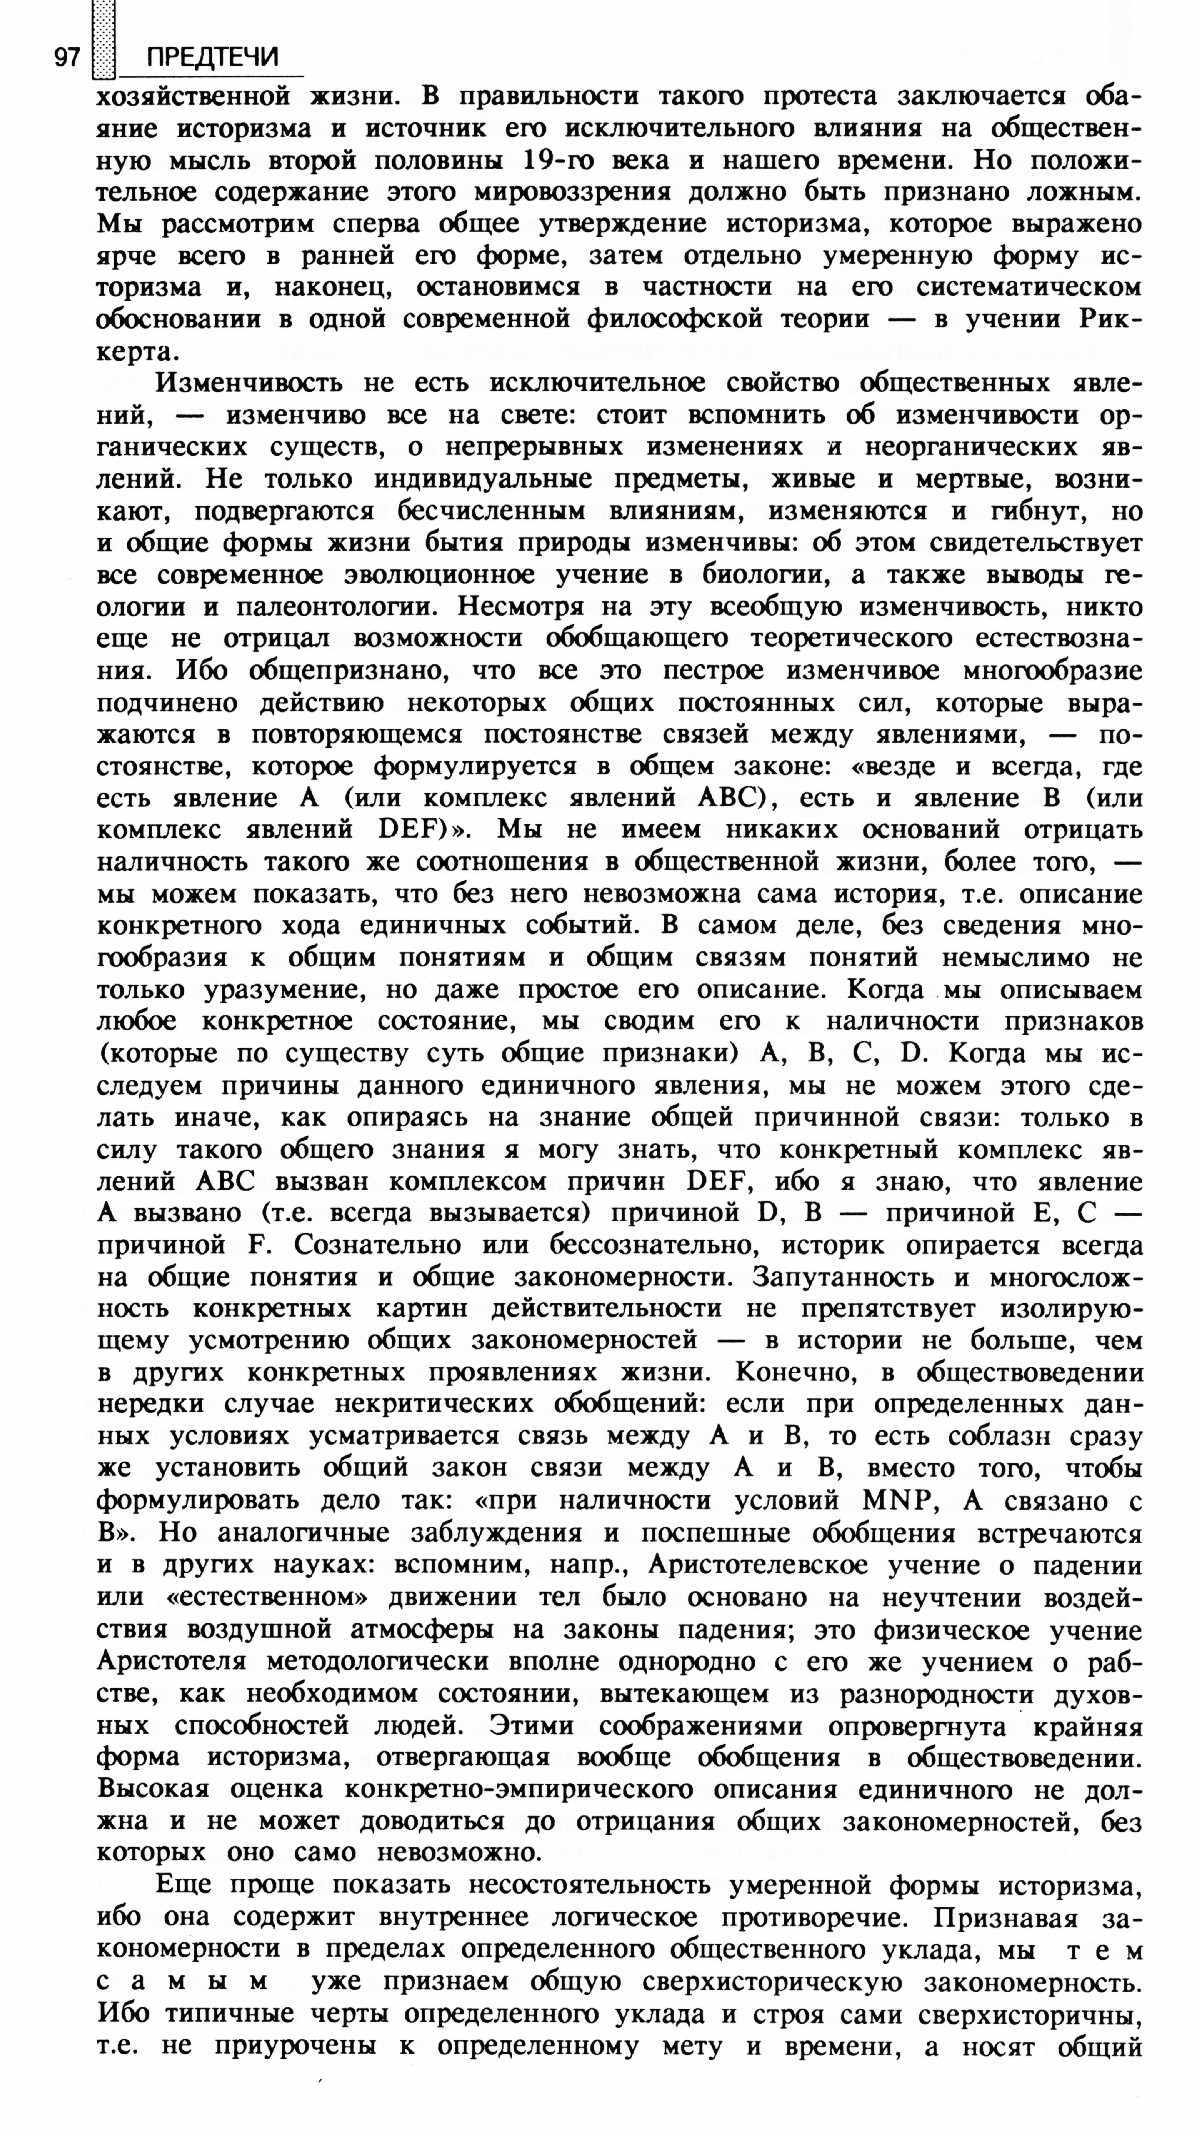 97 ПРЕДТЕЧИ
хозяйственной жизни. В правильности такого протеста заключается оба-
яние историзма и источник его исключительного влияния на обществен-
ную мысль второй половины 19-го века и нашего времени. Но положи-
тельное содержание этого мировоззрения должно быть признано ложным.
Мы рассмотрим сперва общее утверждение историзма, которое выражено
ярче всего в ранней его форме, затем отдельно умеренную форму ис-
торизма и, наконец, остановимся в частности на его систематическом
обосновании в одной современной философской теории — в учении Рик-
керта.
Изменчивость не есть исключительное свойство общественных явле-
ний, — изменчиво все на свете: стоит вспомнить об изменчивости ор-
ганических существ, о непрерывных изменениях и неорганических яв-
лений. Не только индивидуальные предметы, живые и мертвые, возни-
кают, подвергаются бесчисленным влияниям, изменяются и гибнут, но
и общие формы жизни бытия природы изменчивы: об этом свидетельствует
все современное эволюционное учение в биологии, а также выводы ге-
ологии и палеонтологии. Несмотря на эту всеобщую изменчивость, никто
еще не отрицал возможности обобщающего теоретического естествозна-
ния. Ибо общепризнано, что все это пестрое изменчивое многообразие
подчинено действию некоторых общих постоянных сил, которые выра-
жаются в повторяющемся постоянстве связей между явлениями, — по-
стоянстве, которое формулируется в общем законе: «везде и всегда, где
есть явление А (или комплекс явлений АВС), есть и явление В (или
комплекс явлений DEF)». Мы не имеем никаких оснований отрицать
наличность такого же соотношения в общественной жизни, более того, —
мы можем показать, что без него невозможна сама история, т.е. описание
конкретного хода единичных событий. В самом деле, без сведения мно-
гообразия к общим понятиям и общим связям понятий немыслимо не
только уразумение, но даже простое его описание. Когда мы описываем
любое конкретное состояние, мы сводим его к наличности признаков
(которые по существу суть общие признаки) А, В, С, D. Когда мы ис-
следуем причины данного единичного явления, мы не можем этого сде-
лать иначе, как опираясь на знание общей причинной связи: только в
силу такого общего знания я могу знать, что конкретный комплекс яв-
лений АВС вызван комплексом причин DEF, ибо я знаю, что явление
А вызвано (т.е. всегда вызывается) причиной D, В — причиной Е, С —
причиной F. Сознательно или бессознательно, историк опирается всегда
на общие понятия и общие закономерности. Запутанность и многослож-
ность конкретных картин действительности не препятствует изолирую-
щему усмотрению общих закономерностей — в истории не больше, чем
в других конкретных проявлениях жизни. Конечно, в обществоведении
нередки случае некритических обобщений: если при определенных дан-
ных условиях усматривается связь между А и В, то есть соблазн сразу
же установить общий закон связи между А и В, вместо того, чтобы
формулировать дело так: «при наличности условий MNP, А связано с
В». Но аналогичные заблуждения и поспешные обобщения встречаются
и в других науках: вспомним, напр., Аристотелевское учение о падении
или «естественном» движении тел было основано на неучтении воздей-
ствия воздушной атмосферы на законы падения; это физическое учение
Аристотеля методологически вполне однородно с его же учением о раб-
стве, как необходимом состоянии, вытекающем из разнородности духов-
ных способностей людей. Этими соображениями опровергнута крайняя
форма историзма, отвергающая вообще обобщения в обществоведении.
Высокая оценка конкретно-эмпирического описания единичного не дол-
жна и не может доводиться до отрицания общих закономерностей, без
которых оно само невозможно.
Еще проще показать несостоятельность умеренной формы историзма,
ибо она содержит внутреннее логическое противоречие. Признавая за-
кономерности в пределах определенного общественного уклада, мы т е м
с а м ы м уже признаем общую сверхисторическую закономерность.
Ибо типичные черты определенного уклада и строя сами сверхисторичны,
т.е. не приурочены к определенному мету и времени, а носят общий